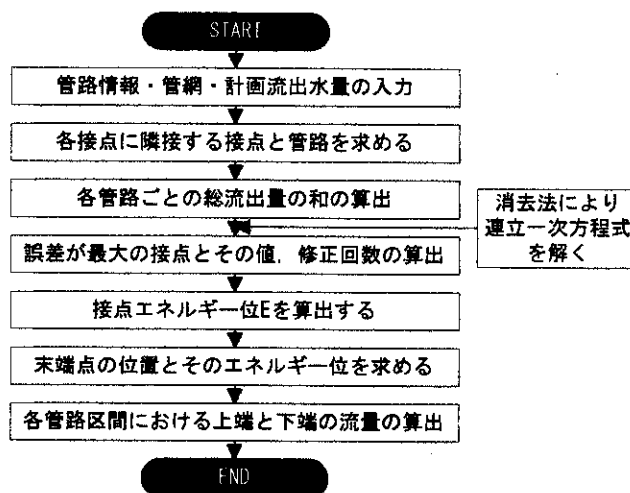 START
管路情報・管網・計画流出水量の入力
各接点に隣接する接点と管路を求める
各管路ごとの総流出量の和の算出
消去法により
連立一次方程式
を解く
誤差が最大の接点とその値, 修正回数の算出
接点エネルギー位Eを算出する
末端点の位置とそのエネルギー位を求める
各管路区間における上端と下端の流量の算出
END